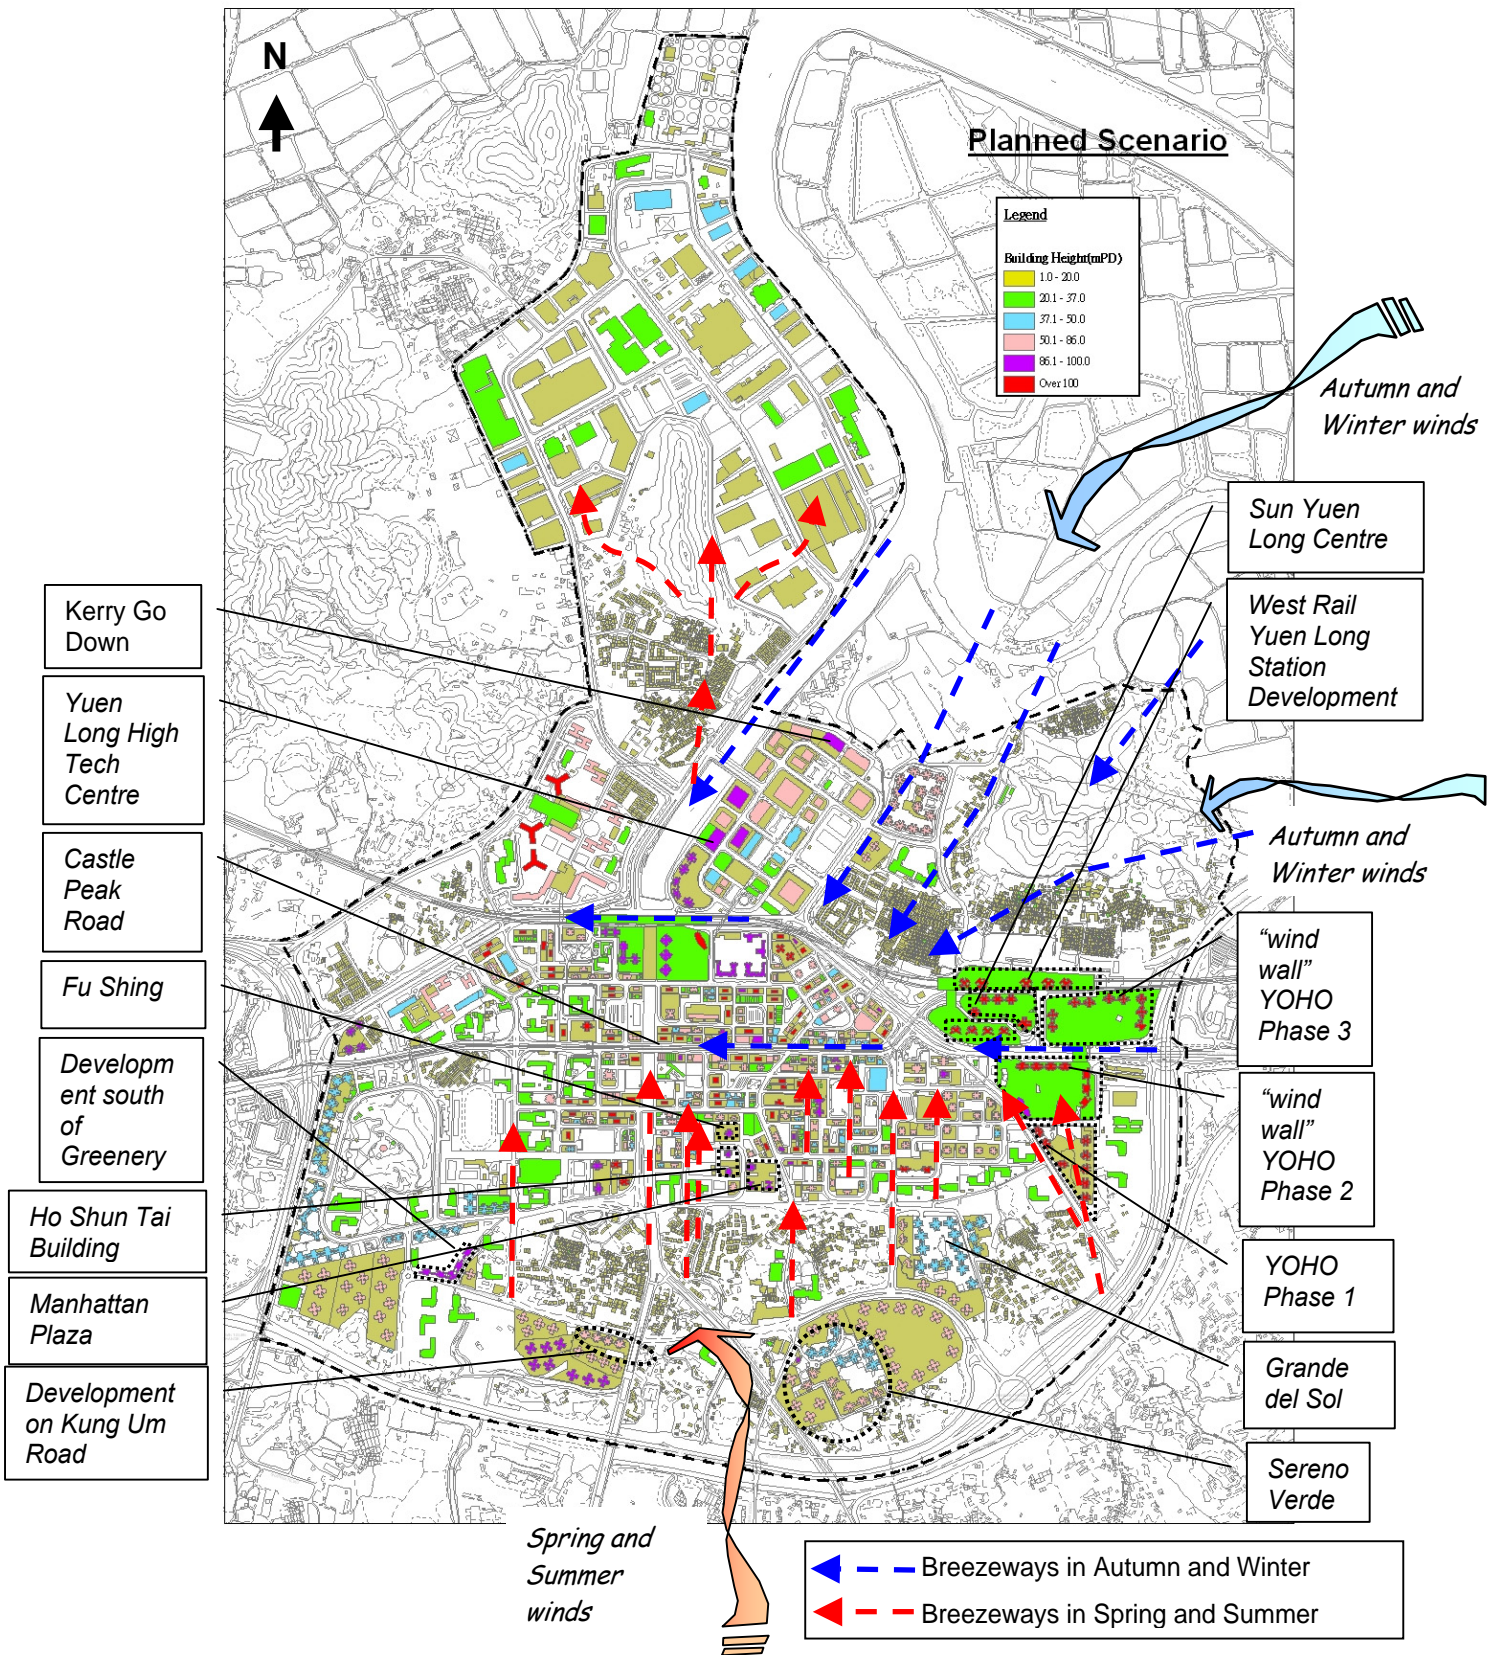 N
Planned Scenario
Legend
Building Height(mPD)
1.0 - 20.0
20.1 - 37.0
37.1 - 50.0
50.1 - 86.0
86.1 - 100.0
Over 100
Autumn and
Winter winds
Sun Yuen
Long Centre
West Rail
Yuen Long
Station
Development
Kerry Go
Down
Yuen
Long High
Tech
Centre
Castle
Peak
Road
Fu Shing
Developm
ent south
of
Greenery
Ho Shun Tai
Building
Manhattan
Plaza
Development
on Kung Um
Road
Autumn and
Winter winds
“wind
wall”
YOHO
Phase 3
“wind
wall”
YOHO
Phase 2
YOHO
Phase 1
Grande
del Sol
Sereno
Verde
Spring and
Summer
winds
Breezeways in Autumn and Winter
Breezeways in Spring and Summer